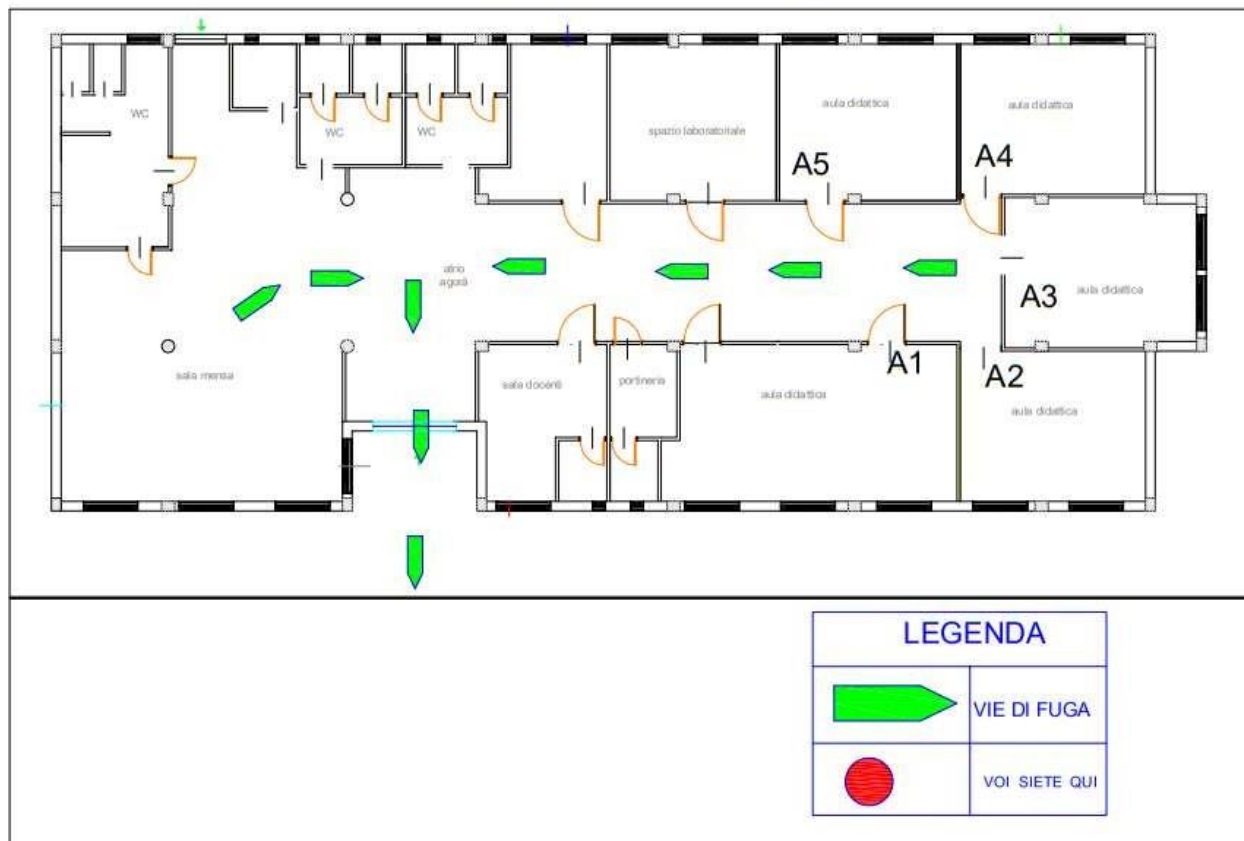 WC
WC
WC
spazio laboratoriale
aula didattica
aula didattica
A5
A4
atrio
agorà
aula didattica
A3
sala mensa
sala docenti
portineria
aula didattica
A1
A2
aula didattica
LEGENDA
VIE DI FUGA
VOI SIETE QUI